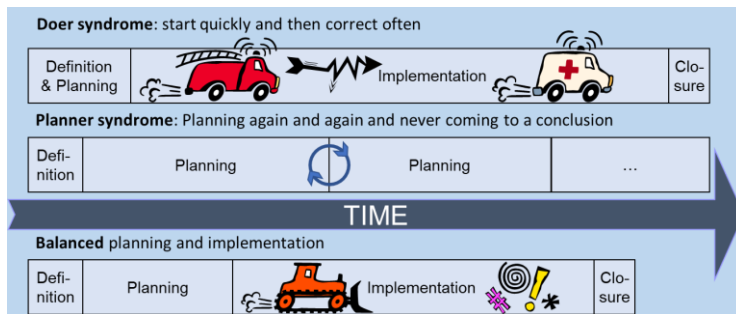 Doer syndrome: start quickly and then correct often
Definition
& Planning
Implementation
Clo-
sure
Planner syndrome: Planning again and again and never coming to a conclusion
Defi-
nition
Planning
Planning
...
TIME
Balanced planning and implementation
Defi-
nition
Planning
Implementation
Clo-
sure